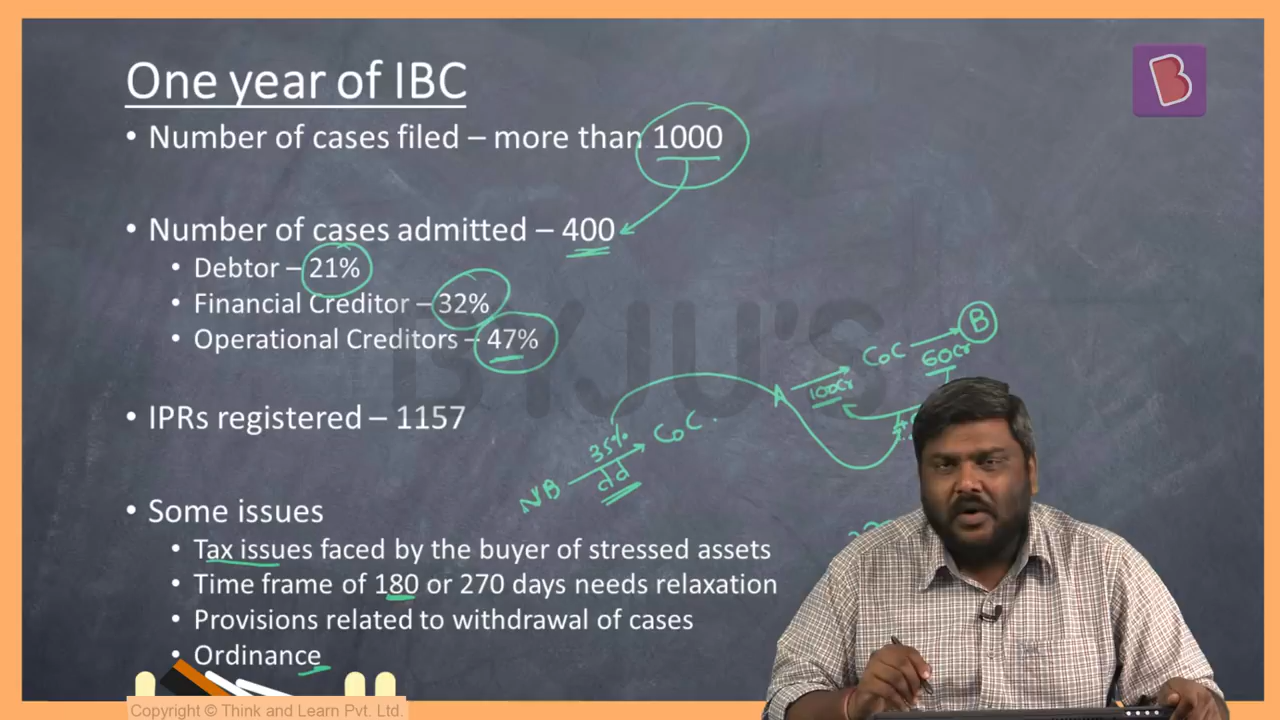 One year of IBC
B
• Number of cases filed – more than 1000
• Number of cases admitted – 400
• Debtor – 21%
• Financial Creditor – 32%
• Operational Creditors – 47%
BYJU'S
B
CoC
60Cr
100Cr
A
• IPRs registered – 1157
35%
CoC
dd
NB
• Some issues
• Tax issues faced by the buyer of stressed assets
• Time frame of 180 or 270 days needs relaxation
• Provisions related to withdrawal of cases
• Ordinance
Copyright © Think and Learn Pvt. Ltd.